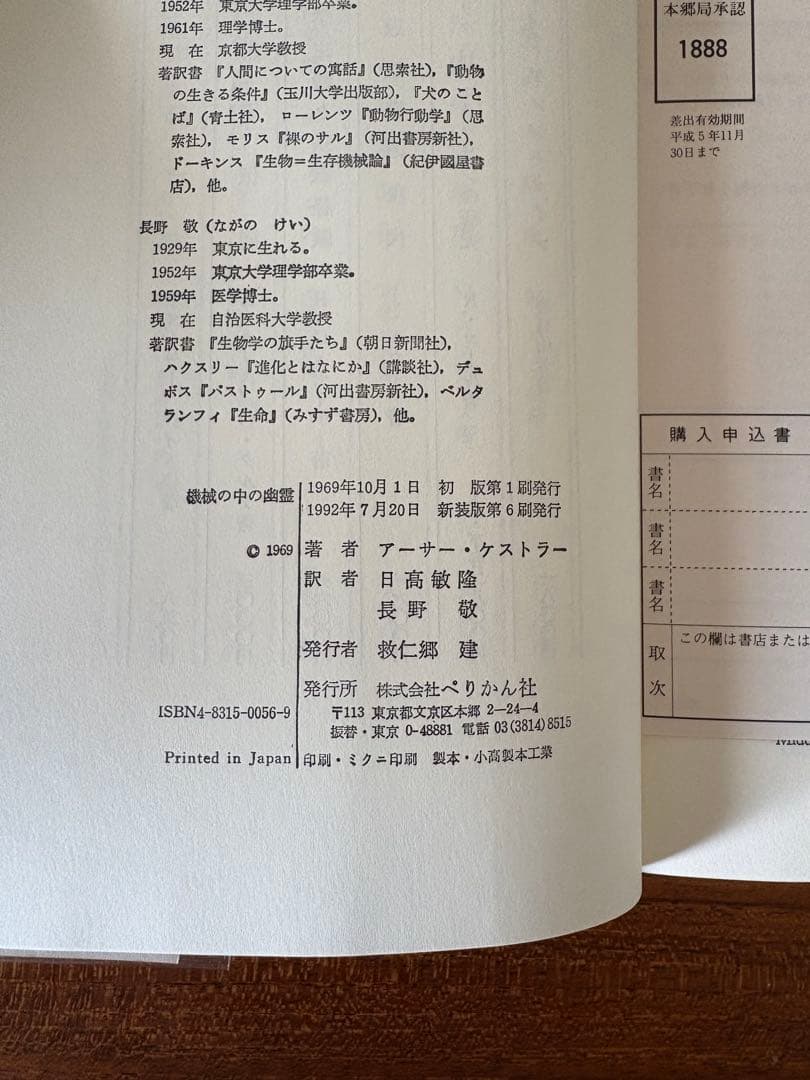 1952年 東京大学理学部卒業。
1961年 理学博士。
現 在 京都大学教授
著訳書 『人間についての寓話』(思索社),『動物
の生きる条件』(玉川大学出版部),『犬のこと
ば』(青土社), ローレンツ『動物行動学』(思
索社), モリス『裸のサル』(河出書房新社),
ドーキンス『生物=生存機械論』(紀伊國屋書
店), 他。
長野 敬(ながの けい)
1929年 東京に生れる。
1952年 東京大学理学部卒業。
1959年 医学博士。
現 在 自治医科大学教授
著訳書 『生物学の旗手たち』(朝日新聞社),
ハクスリー『進化とはなにか』(講談社), デュ
ボス『パストゥール』(河出書房新社), ベルタ
ランフィ『生命』(みすず書房), 他。
機械の中の幽霊
1969年10月1日 初 版第1刷発行
1992年7月20日 新装版第6刷発行
© 1969
著 者 アーサー・ケストラー
訳 者 日高敏隆
長野 敬
発行者 救仁郷 建
発行所 株式会社ぺりかん社
〒113 東京都文京区本郷 2―24―4
振替・東京 0-48881 電話 03(3814)8515
ISBN4-8315-0056-9
Printed in Japan
印刷・ミクニ印刷 製本・小高製本工業
本郷局承認
1888
差出有効期間
平成5年11月
30日まで
購入申込書
書名
書名
書名
取次
この欄は書店または